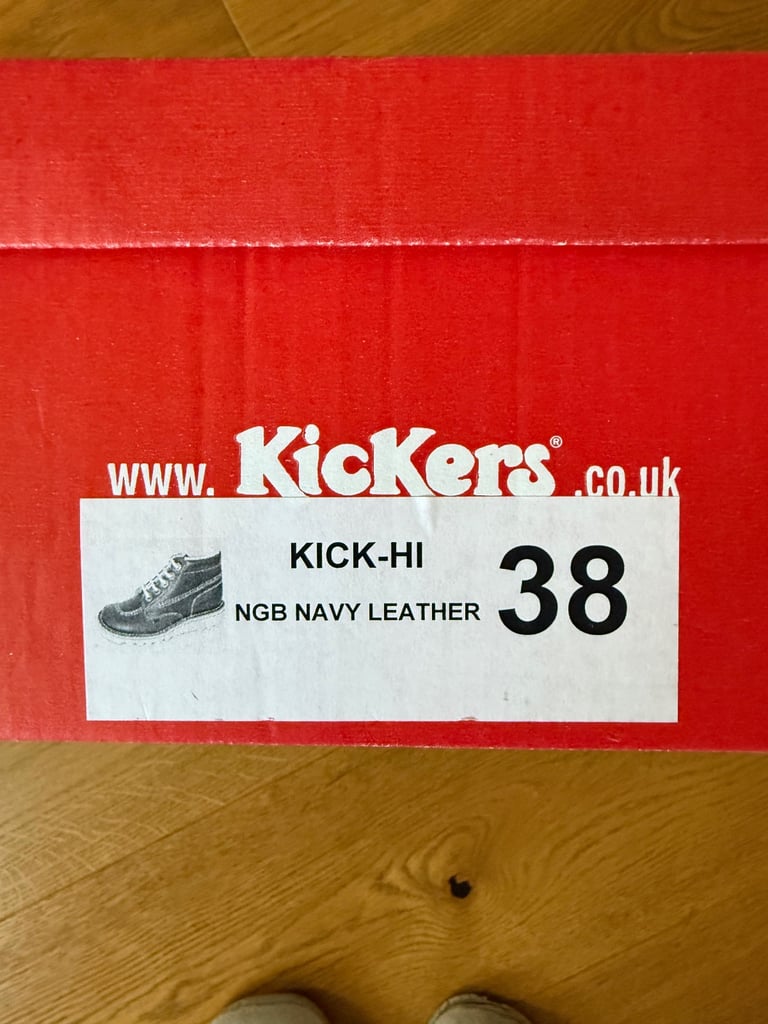 www. Kickers® .co.uk
KICK-HI
NGB NAVY LEATHER
38